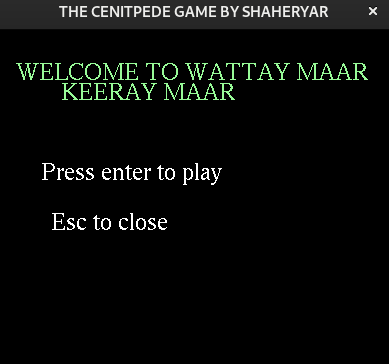 THE CENITPEDE GAME BY SHAHERYAR ×
WELCOME TO WATTAY MAAR
KEERAY MAAR
Press enter to play
Esc to close